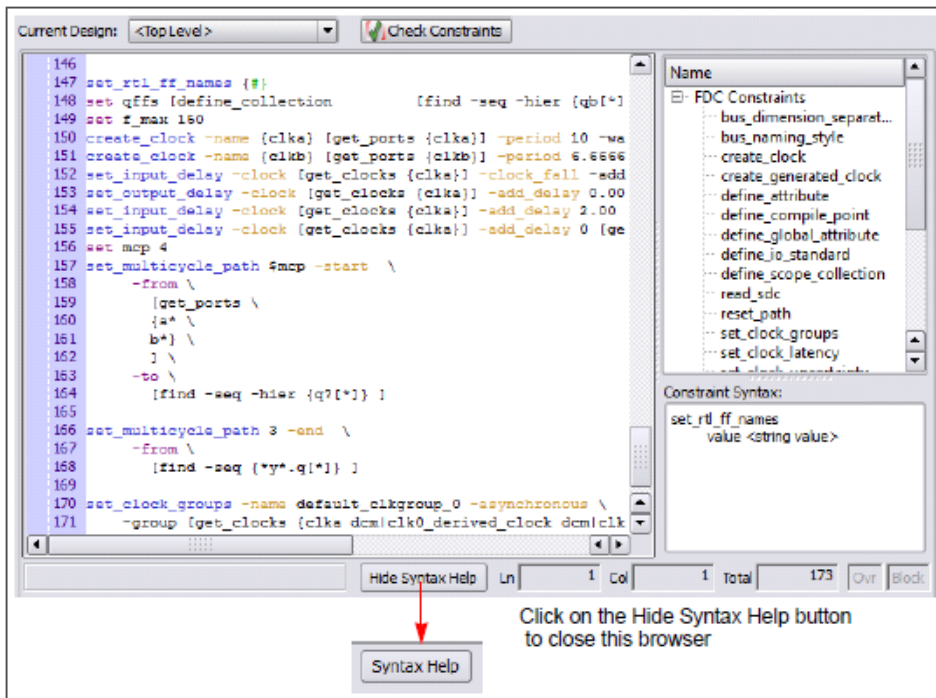 Current Design: <Top Level> Check Constraints
146
147 set_rtl_ff_names {#}
148 set qffs [define_collection [find -seq -hier {qb[*]
149 set f_max 150
150 create_clock -name {clka} [get_ports {clka}] -period 10 -wa
151 create_clock -name {clkb} [get_ports {clkb}] -period 6.6666
152 set_input_delay -clock [get_clocks {clka}] -clock_fall -add
153 set_output_delay -clock [get_clocks {clka}] -add_delay 0.00
154 set_input_delay -clock [get_clocks {clka}] -add_delay 2.00
155 set_input_delay -clock [get_clocks {clka}] -add_delay 0 [ge
156 set mcp 4
157 set_multicycle_path $mcp -start \
158 -from \
159 [get_ports \
160 {a* \
161 b*} \
162 ] \
163 -to \
164 [find -seq -hier {q?[*]} ]
165
166 set_multicycle_path 3 -end \
167 -from \
168 [find -seq {*y*.q[*]} ]
169
170 set_clock_groups -name default_clkgroup_0 -asynchronous \
171 -group [get_clocks {clka dcm|clk0_derived_clock dcm|clk
Name
FDC Constraints
bus_dimension_separat...
bus_naming_style
create_clock
create_generated_clock
define_attribute
define_compile_point
define_global_attribute
define_io_standard
define_scope_collection
read_sdc
reset_path
set_clock_groups
set_clock_latency
Constraint Syntax:
set_rtl_ff_names
value <string value>
Hide Syntax Help Ln 1 Col 1 Total 173 Ovr Block
Click on the Hide Syntax Help button
to close this browser
Syntax Help